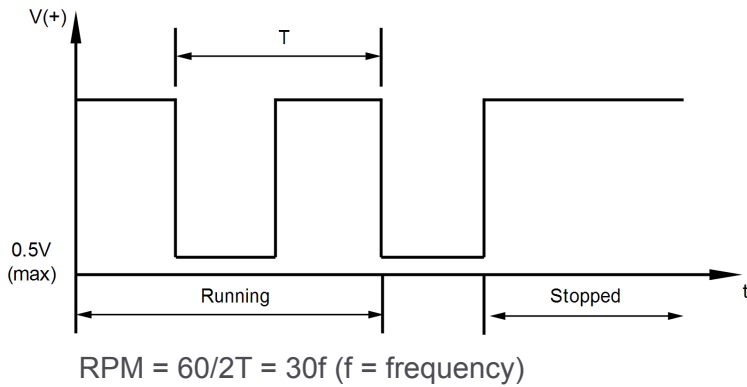 V(+)
T
0.5V
(max)
Running
Stopped
t
RPM = 60/2T = 30f (f = frequency)